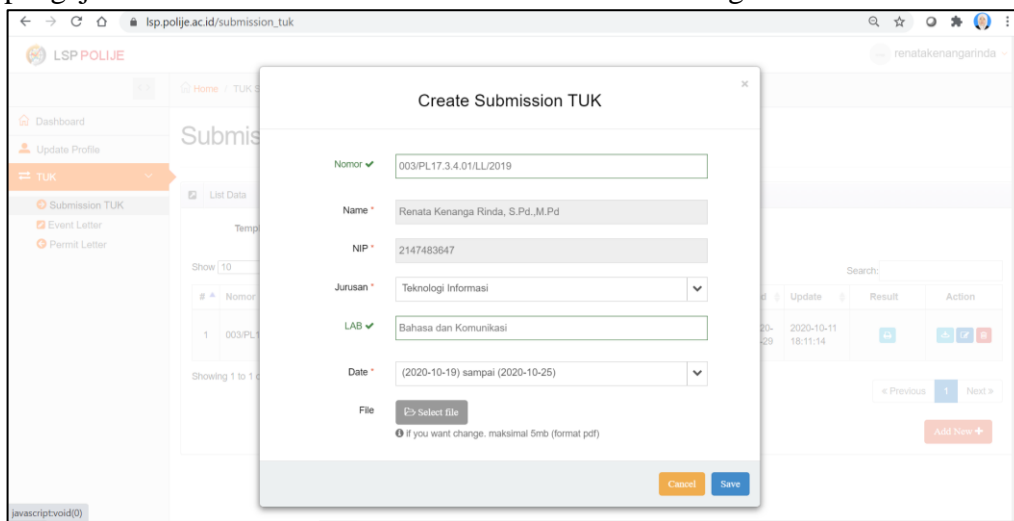 lsp.polije.ac.id/submission_tuk
LSP POLIJE
renatakenangarinda
Home / TUK S
Dashboard
Update Profile
TUK
Submission TUK
Event Letter
Permit Letter
Submis
List Data
Temp
Show 10
Search:
# Nomor
d Update Result Action
1 003/PL1
20-
-29
2020-10-11
18:11:14
Showing 1 to 1 o
« Previous 1 Next »
Add New +
Create Submission TUK
×
Nomor ✔ 003/PL17.3.4.01/LL/2019
Name * Renata Kenanga Rinda, S.Pd.,M.Pd
NIP * 2147483647
Jurusan * Teknologi Informasi
LAB ✔ Bahasa dan Komunikasi
Date * (2020-10-19) sampai (2020-10-25)
File Select file
if you want change. maksimal 5mb (format pdf)
Cancel Save
javascript:void(0)